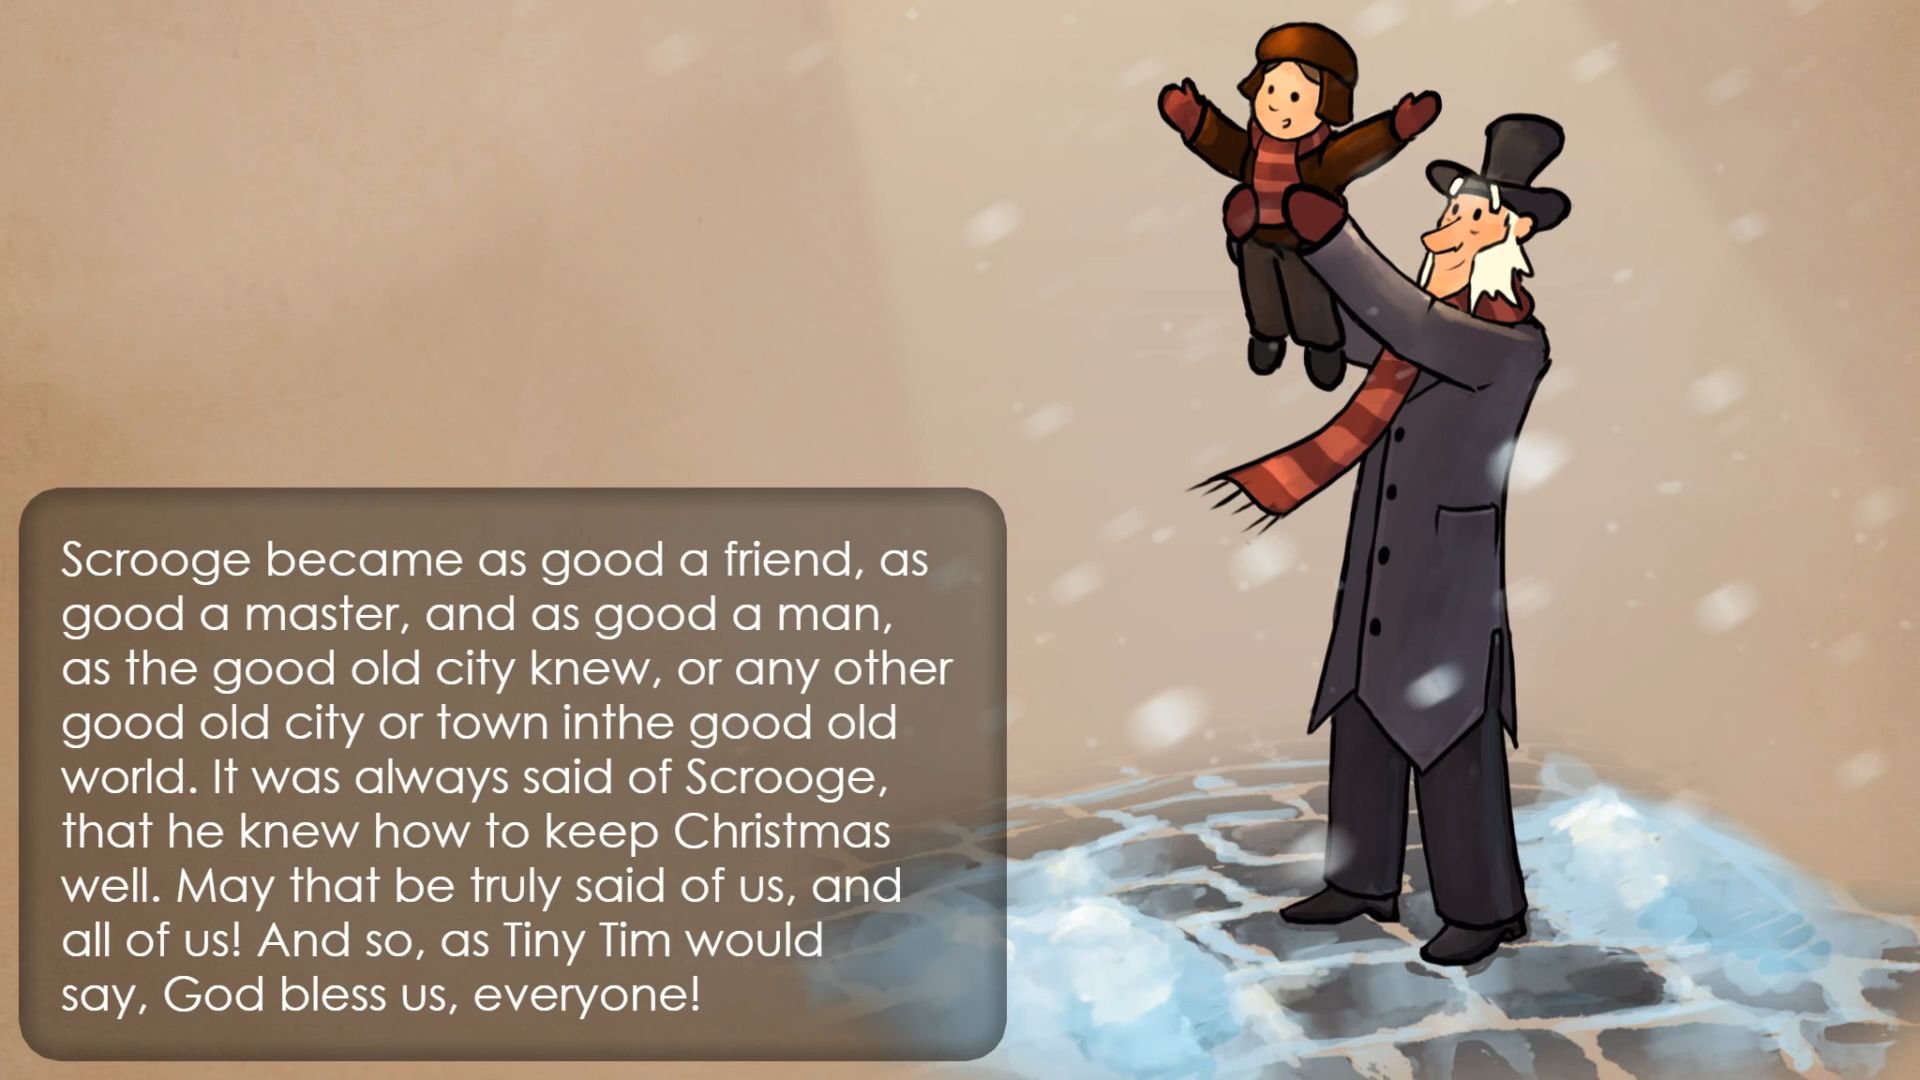 Scrooge became as good a friend, as
good a master, and as good a man,
as the good old city knew, or any other
good old city or town inthe good old
world. It was always said of Scrooge,
that he knew how to keep Christmas
well. May that be truly said of us, and
all of us! And so, as Tiny Tim would
say, God bless us, everyone!